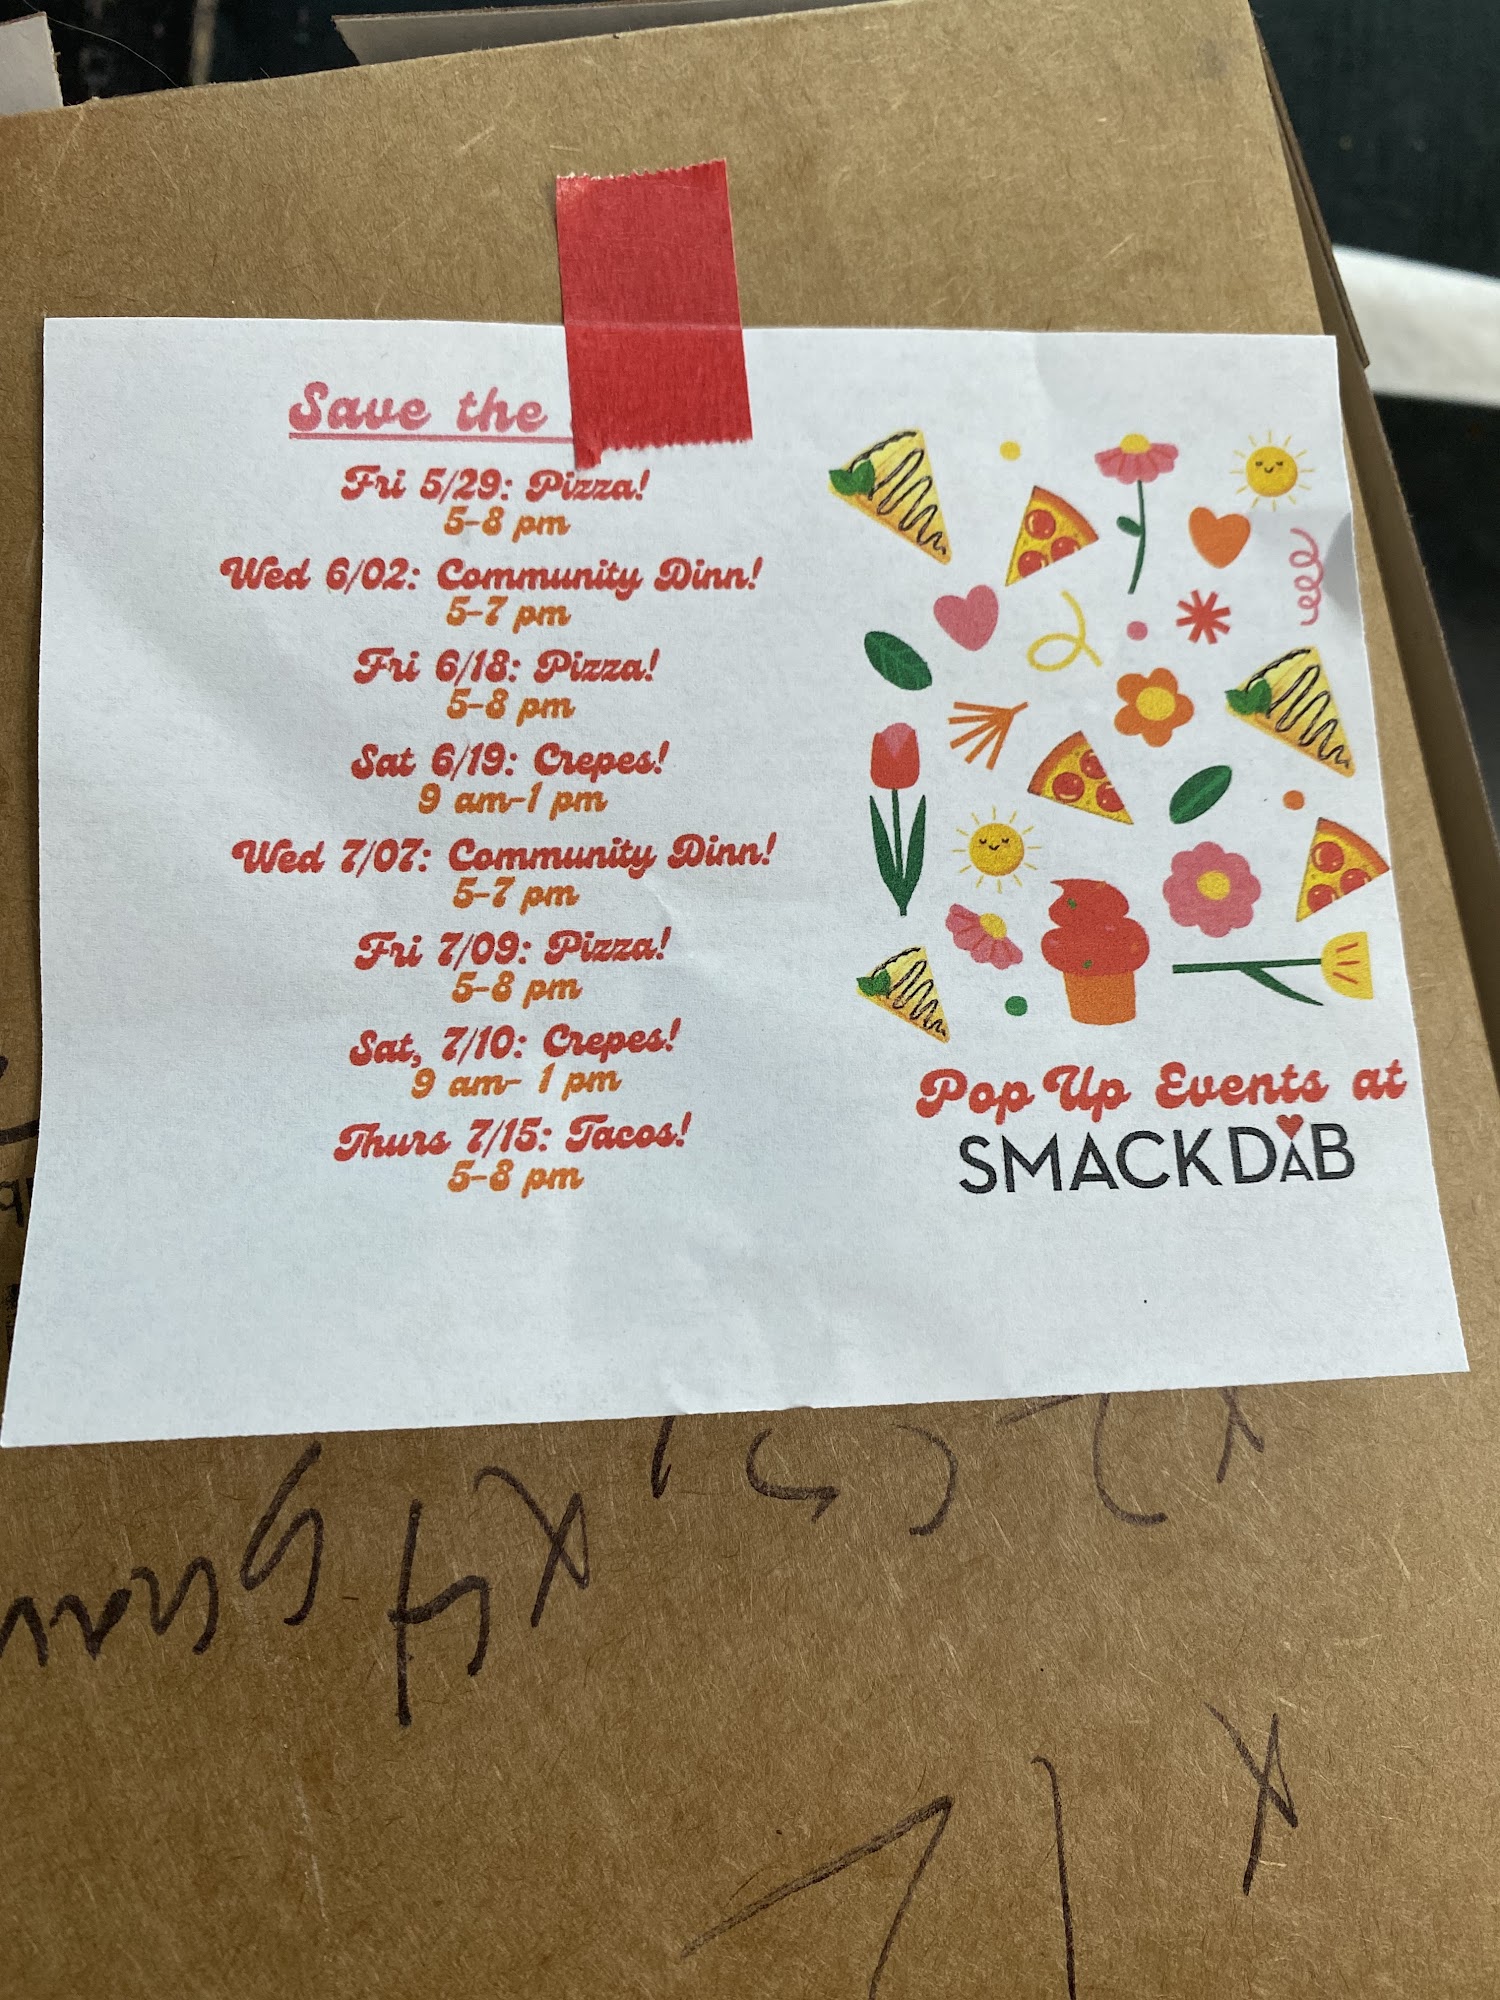 Save the
Fri 5/29: Pizza!
5-8 pm
Wed 6/02: Community Dinn!
5-7 pm
Fri 6/18: Pizza!
5-8 pm
Sat 6/19: Crepes!
9 am-1 pm
Wed 7/07: Community Dinn!
5-7 pm
Fri 7/09: Pizza!
5-8 pm
Sat, 7/10: Crepes!
9 am- 1 pm
Thurs 7/15: Tacos!
5-8 pm
Pop Up Events at
SMACK DAB